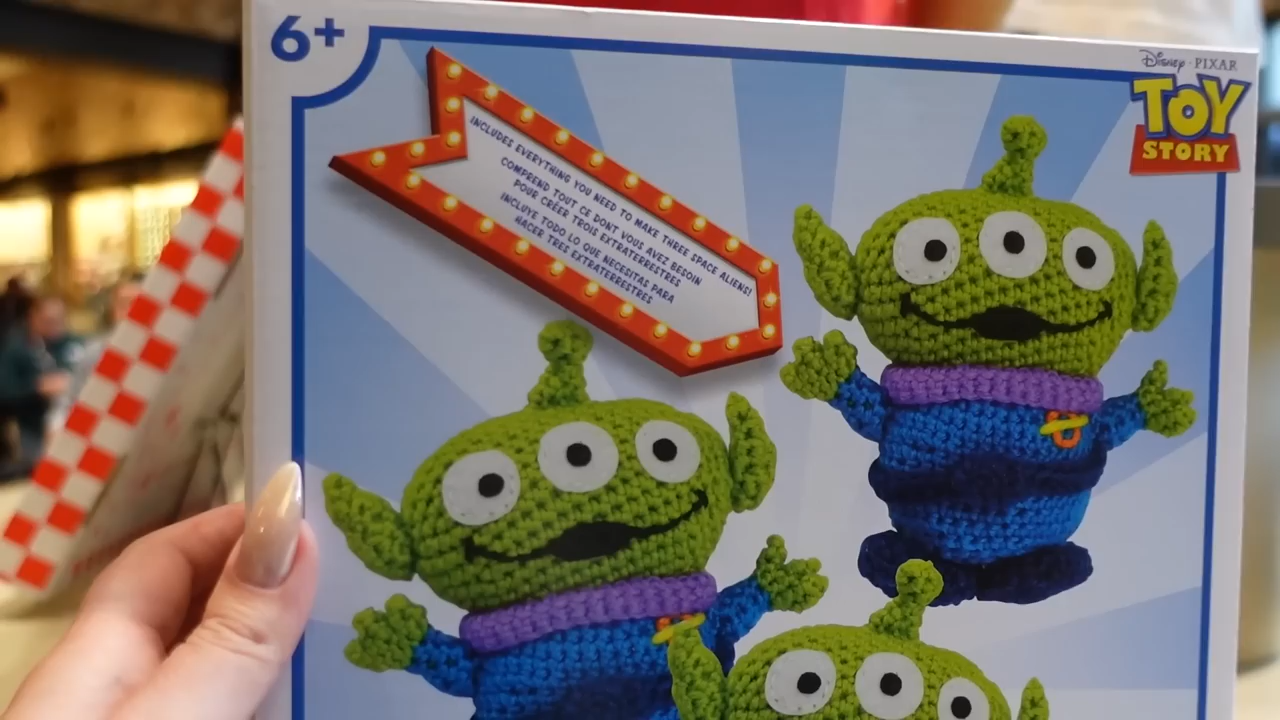 6+
Disney · PIXAR
TOY
STORY
INCLUDES EVERYTHING YOU NEED TO MAKE THREE SPACE ALIENS!
COMPREND TOUT CE DONT VOUS AVEZ BESOIN
POUR CRÉER TROIS EXTRATERRESTRES
INCLUYE TODO LO QUE NECESITAS PARA
HACER TRES EXTRATERRESTRES